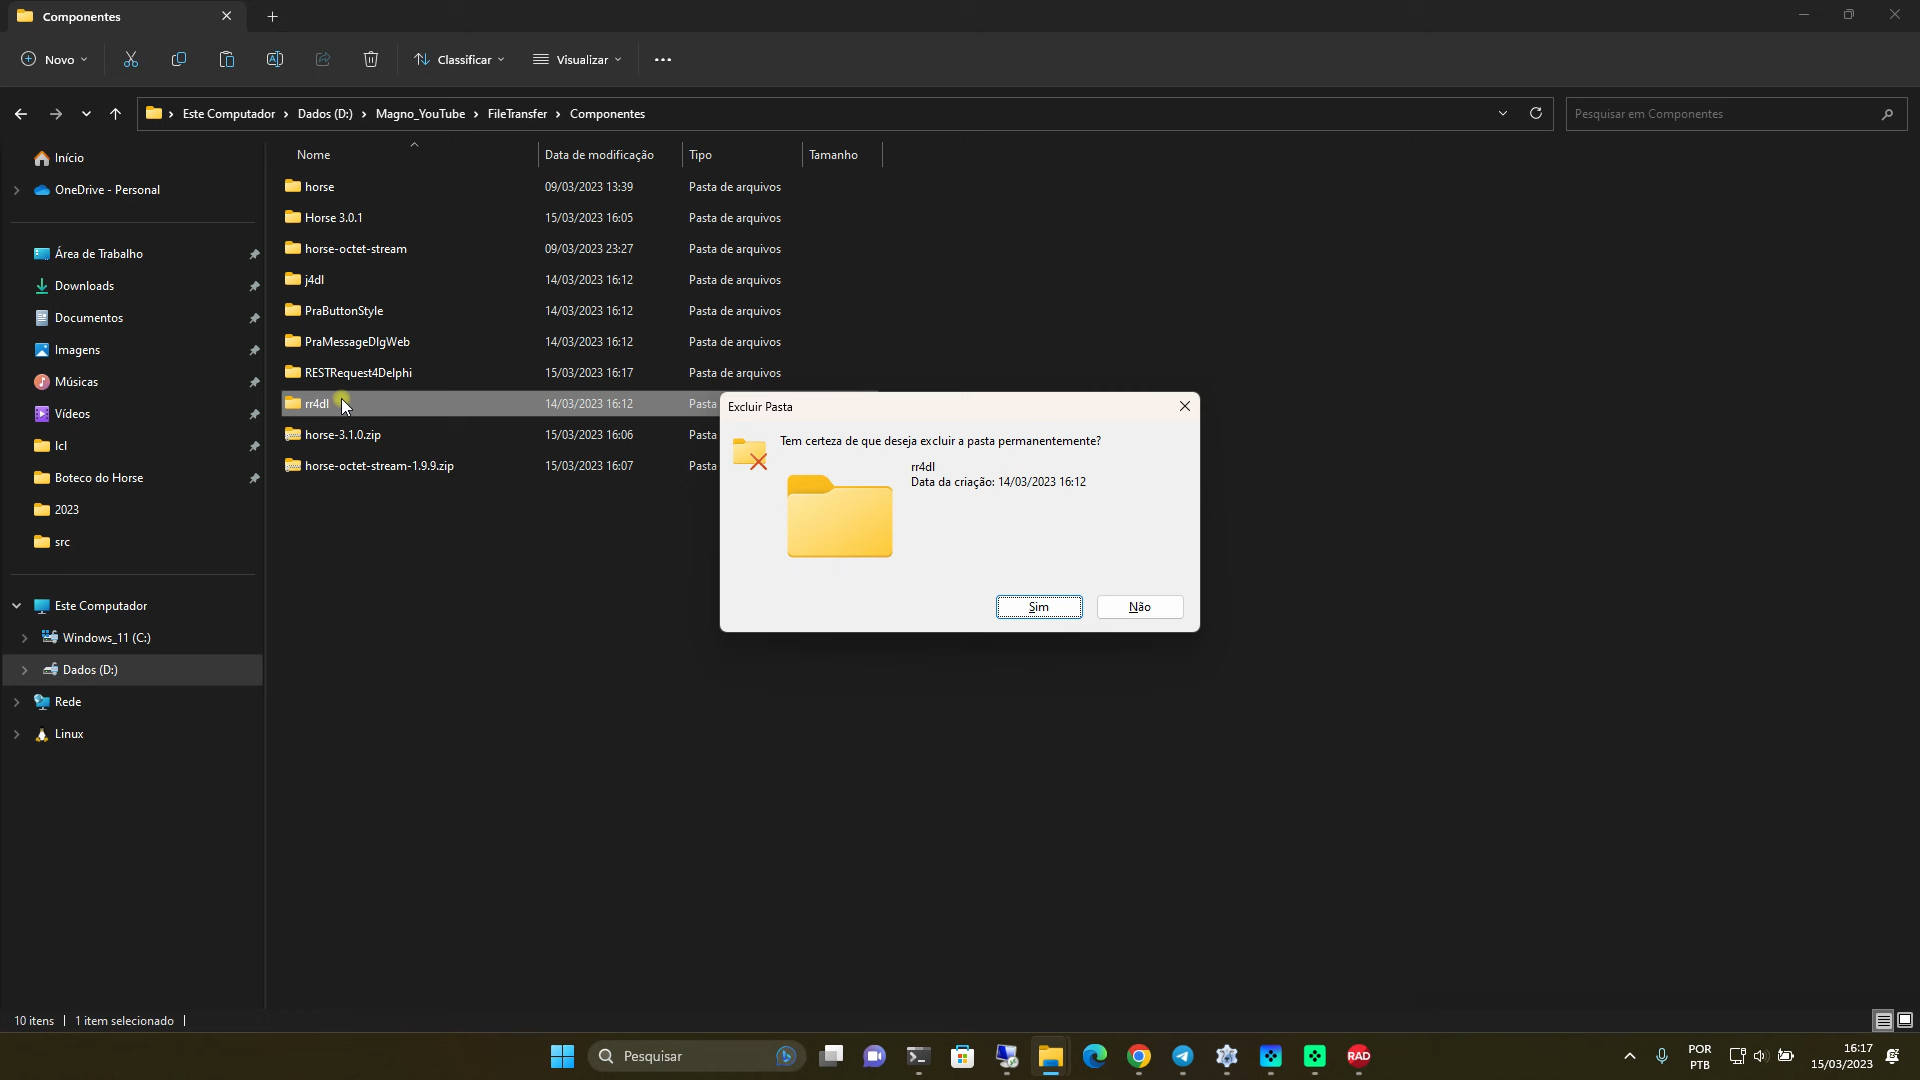 Componentes
Novo
Classificar
Visualizar
Este Computador
Dados (D:)
Magno_YouTube
FileTransfer
Componentes
Pesquisar em Componentes
Início
OneDrive - Personal
Área de Trabalho
Downloads
Documentos
Imagens
Músicas
Vídeos
lcl
Boteco do Horse
2023
src
Este Computador
Windows_11 (C:)
Dados (D:)
Rede
Linux
Nome Data de modificação Tipo Tamanho
horse 09/03/2023 13:39 Pasta de arquivos
Horse 3.0.1 15/03/2023 16:05 Pasta de arquivos
horse-octet-stream 09/03/2023 23:27 Pasta de arquivos
j4dl 14/03/2023 16:12 Pasta de arquivos
PraButtonStyle 14/03/2023 16:12 Pasta de arquivos
PraMessageDlgWeb 14/03/2023 16:12 Pasta de arquivos
RESTRequest4Delphi 15/03/2023 16:17 Pasta de arquivos
rr4dl 14/03/2023 16:12 Pasta
horse-3.1.0.zip 15/03/2023 16:06 Pasta
horse-octet-stream-1.9.9.zip 15/03/2023 16:07 Pasta
Excluir Pasta
Tem certeza de que deseja excluir a pasta permanentemente?
rr4dl
Data da criação: 14/03/2023 16:12
Sim
Não
10 itens
1 item selecionado
Pesquisar
RAD
POR
PTB
16:17
15/03/2023